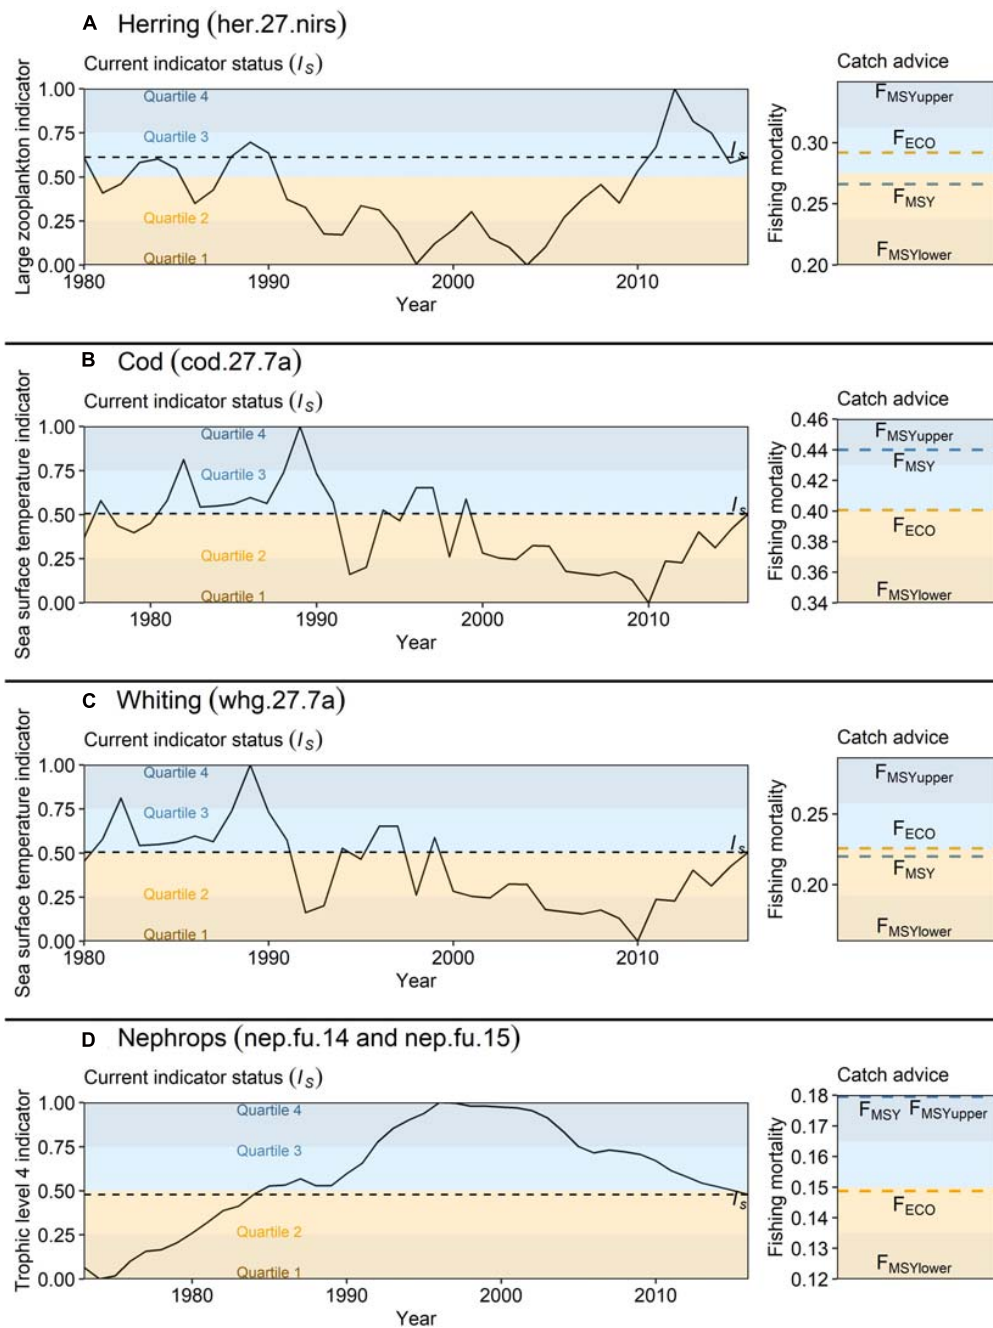 A Herring (her.27.nirs)
Current indicator status (I_S)
Catch advice
Large zooplankton indicator
1.00
0.75
0.50
0.25
0.00
Quartile 4
Quartile 3
Quartile 2
Quartile 1
I_s
1980 1990 2000 2010
Year
Fishing mortality
0.30
0.25
0.20
F_MSYupper
F_ECO
F_MSY
F_MSYlower
B Cod (cod.27.7a)
Current indicator status (I_S)
Catch advice
Sea surface temperature indicator
1.00
0.75
0.50
0.25
0.00
Quartile 4
Quartile 3
Quartile 2
Quartile 1
I_s
1980 1990 2000 2010
Year
Fishing mortality
0.46
0.44
0.42
0.40
0.38
0.36
0.34
F_MSYupper
F_MSY
F_ECO
F_MSYlower
C Whiting (whg.27.7a)
Current indicator status (I_S)
Catch advice
Sea surface temperature indicator
1.00
0.75
0.50
0.25
0.00
Quartile 4
Quartile 3
Quartile 2
Quartile 1
I_s
1980 1990 2000 2010
Year
Fishing mortality
0.25
0.20
F_MSYupper
F_ECO
F_MSY
F_MSYlower
D Nephrops (nep.fu.14 and nep.fu.15)
Current indicator status (I_S)
Catch advice
Trophic level 4 indicator
1.00
0.75
0.50
0.25
0.00
Quartile 4
Quartile 3
Quartile 2
Quartile 1
I_s
1980 1990 2000 2010
Year
Fishing mortality
0.18
0.17
0.16
0.15
0.14
0.13
0.12
F_MSY F_MSYupper
F_ECO
F_MSYlower